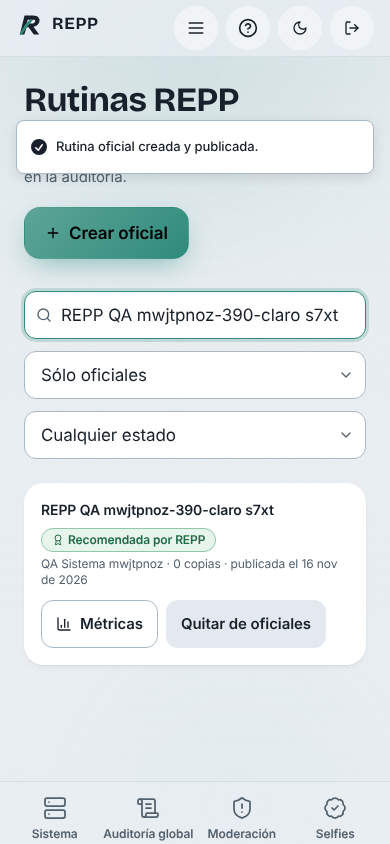 REPP
Rutinas REPP
Rutina oficial creada y publicada.
en la auditoría.
Crear oficial
REPP QA mwjtpnoz-390-claro s7xt
Sólo oficiales
Cualquier estado
REPP QA mwjtpnoz-390-claro s7xt
Recomendada por REPP
QA Sistema mwjtpnoz · 0 copias · publicada el 16 nov
de 2026
Métricas
Quitar de oficiales
Sistema
Auditoría global
Moderación
Selfies